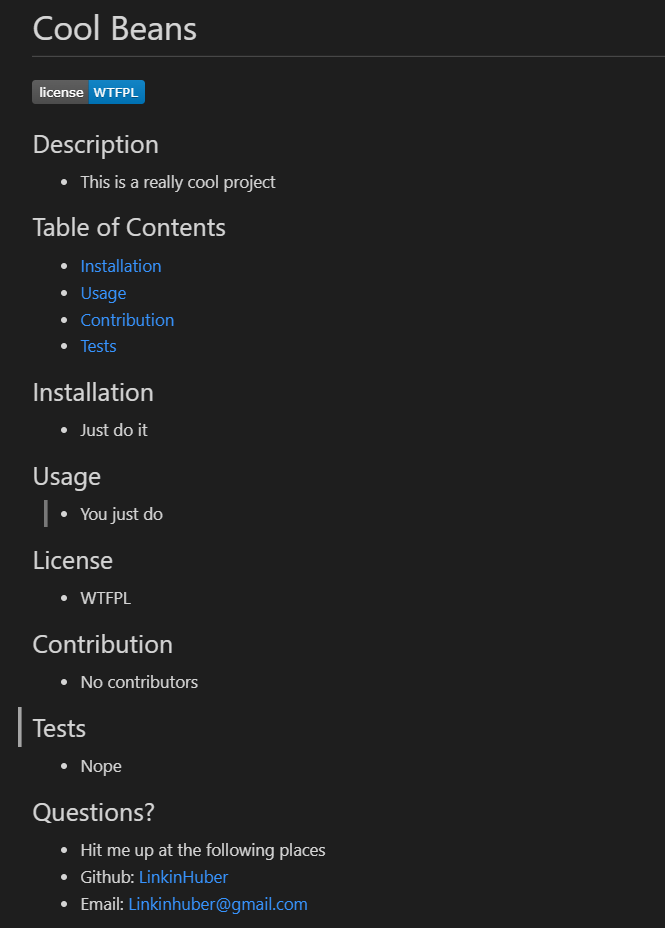 Cool Beans
license WTFPL
Description
• This is a really cool project
Table of Contents
• Installation
• Usage
• Contribution
• Tests
Installation
• Just do it
Usage
• You just do
License
• WTFPL
Contribution
• No contributors
Tests
• Nope
Questions?
• Hit me up at the following places
• Github: LinkinHuber
• Email: Linkinhuber@gmail.com